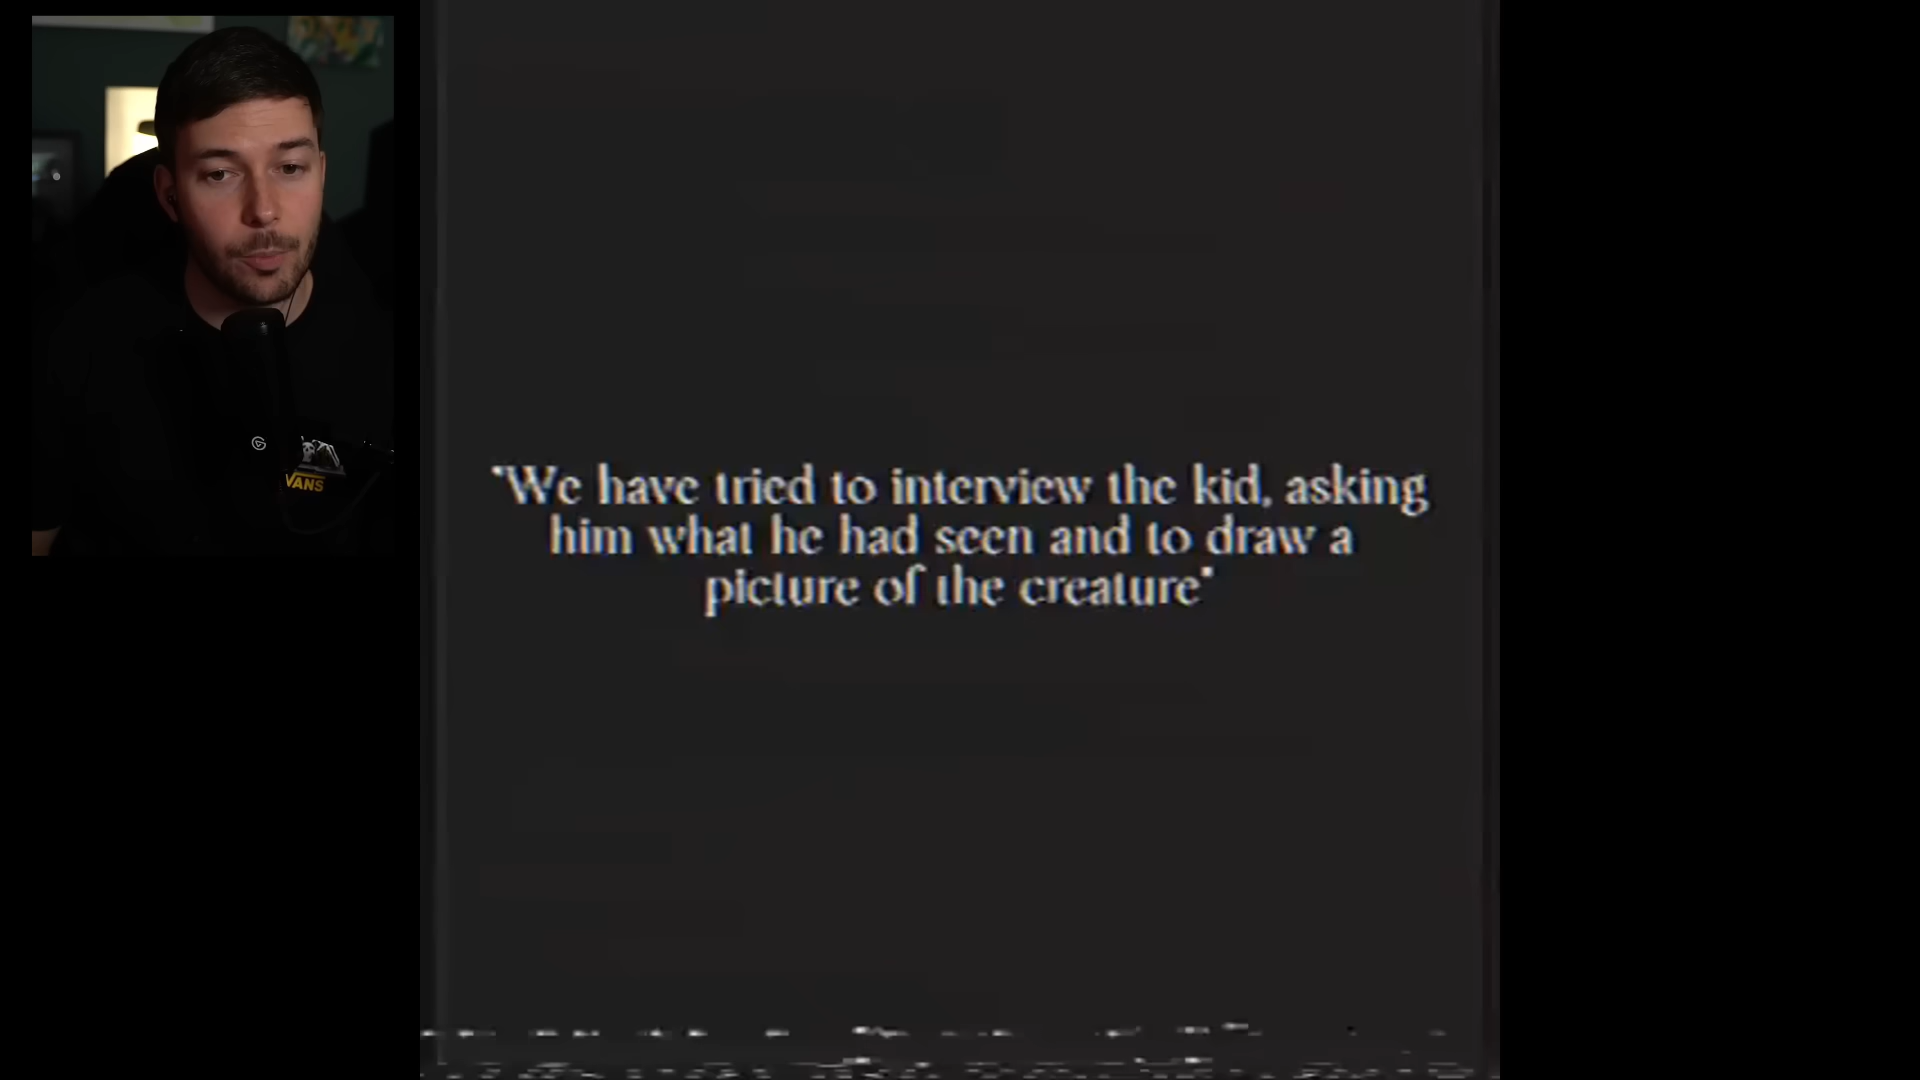 VANS
"We have tried to interview the kid, asking
him what he had seen and to draw a
picture of the creature"